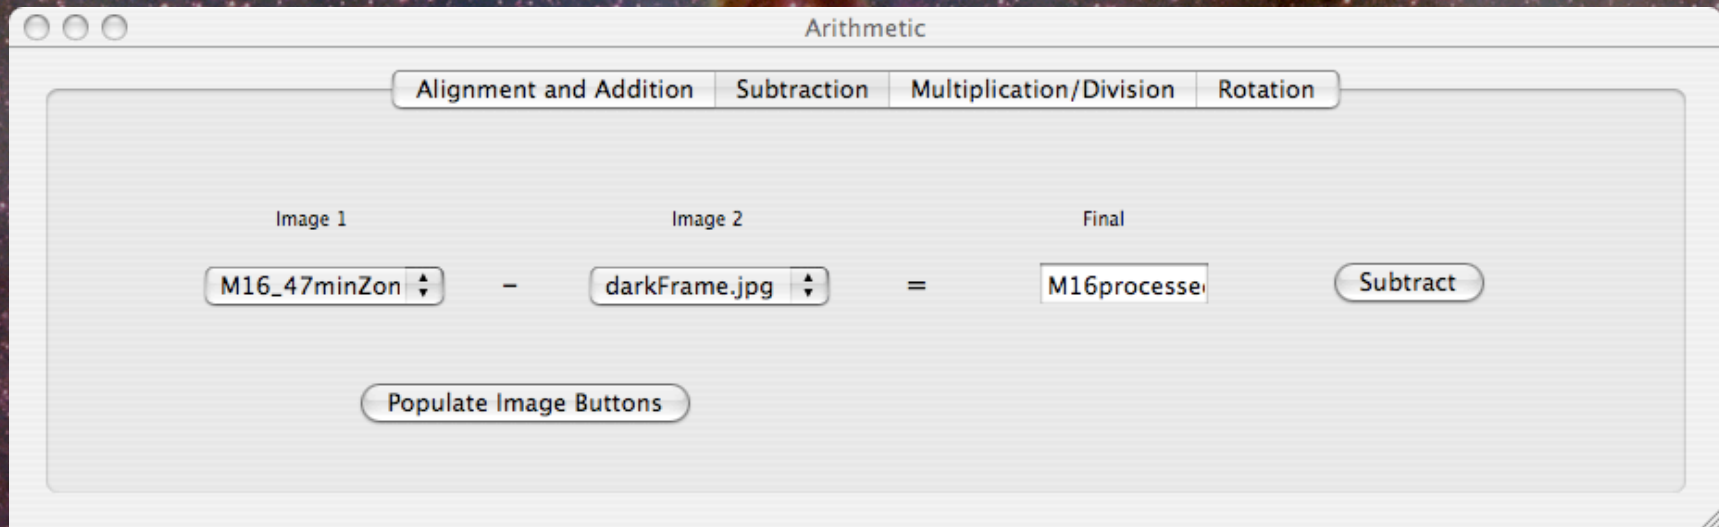 Arithmetic
Alignment and Addition Subtraction Multiplication/Division Rotation
Image 1 Image 2 Final
M16_47minZon - darkFrame.jpg = M16processe Subtract
Populate Image Buttons